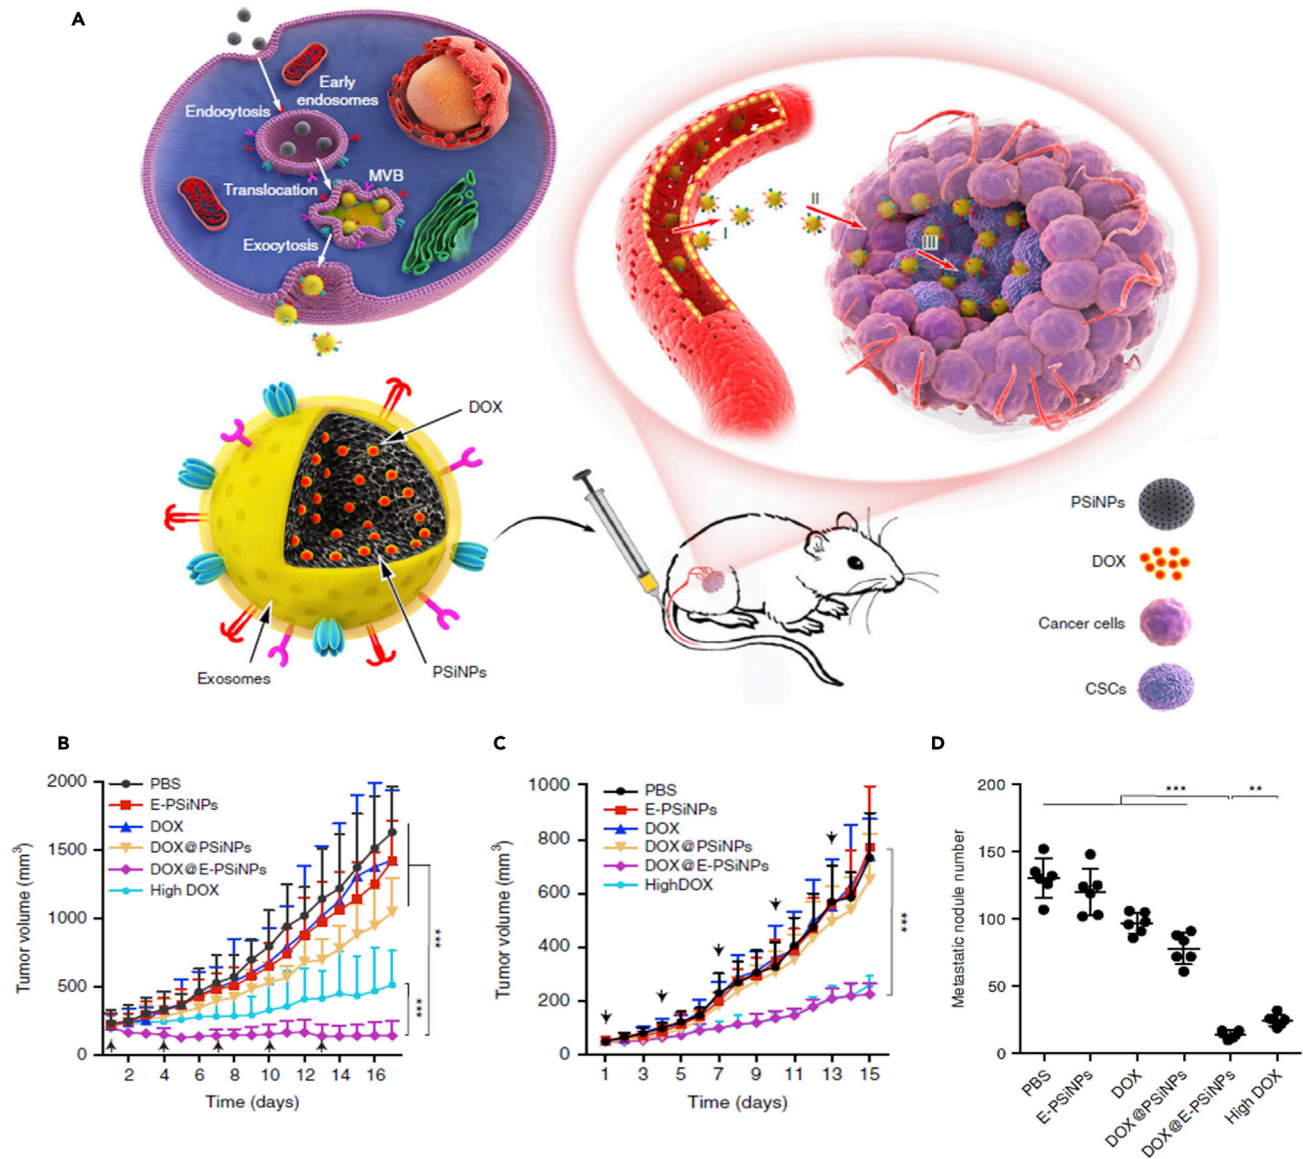 A
Early
endosomes
Endocytosis
MVB
Translocation
Exocytosis
I
II
III
DOX
Exosomes
PSiNPs
PSiNPs
DOX
Cancer cells
CSCs
B
Tumor volume (mm³)
2000
1500
1000
500
0
PBS
E-PSiNPs
DOX
DOX@PSiNPs
DOX@E-PSiNPs
High DOX
***
***
2 4 6 8 10 12 14 16
Time (days)
C
Tumor volume (mm³)
1000
800
600
400
200
0
PBS
E-PSiNPs
DOX
DOX@PSiNPs
DOX@E-PSiNPs
HighDOX
***
1 3 5 7 9 11 13 15
Time (days)
D
Metastatic nodule number
200
150
100
50
0
***
**
PBS
E-PSiNPs
DOX
DOX@PSiNPs
DOX@E-PSiNPs
High DOX